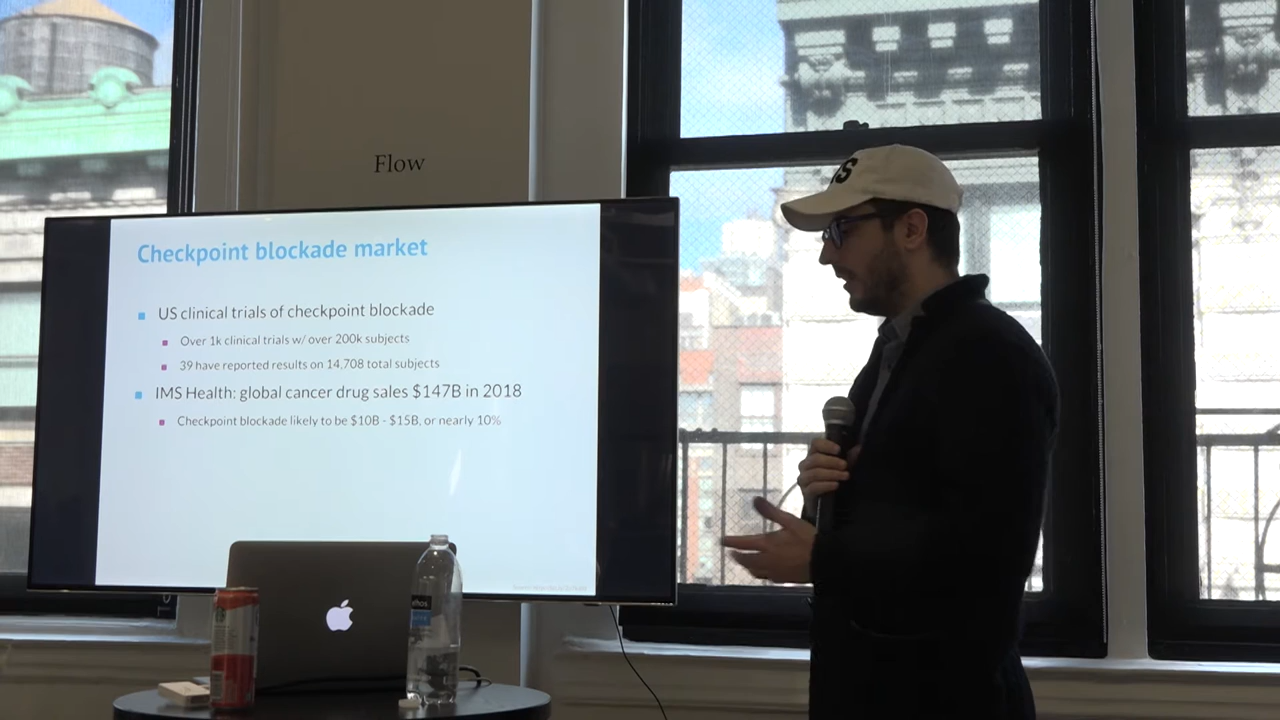 Flow
Checkpoint blockade market
US clinical trials of checkpoint blockade
Over 1k clinical trials w/ over 200k subjects
39 have reported results on 14,708 total subjects
IMS Health: global cancer drug sales $147B in 2018
Checkpoint blockade likely to be $10B - $15B, or nearly 10%